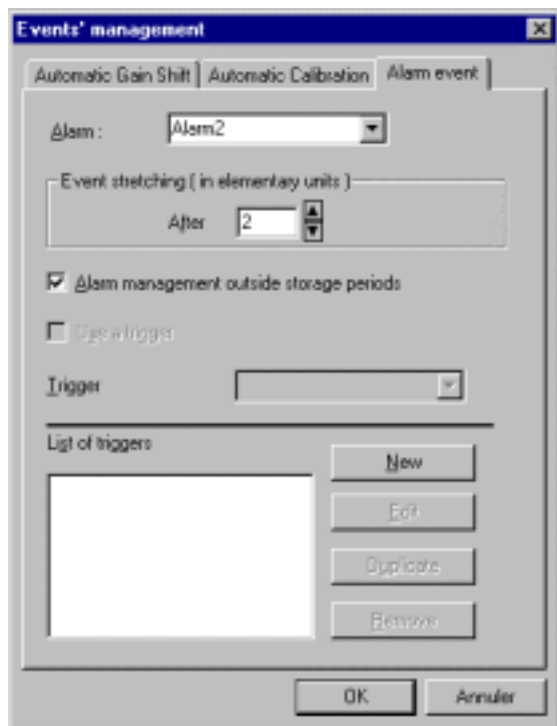 Events' management
Automatic Gain Shift Automatic Calibration Alarm event
Alarm : Alarm2
Event stretching ( in elementary units )
After 2
Alarm management outside storage periods
Use a trigger
Trigger
List of triggers
New
Edit
Duplicate
Remove
OK Annuler